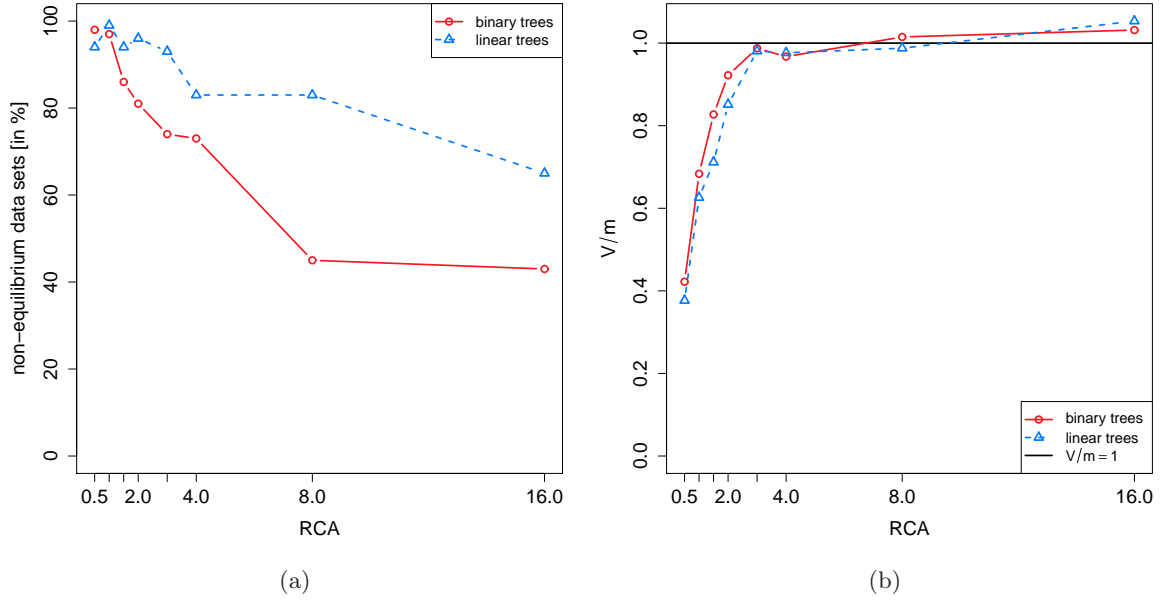 100
80
60
40
20
0
non−equilibrium data sets [in %]
binary trees
linear trees
0.5 2.0 4.0 8.0 16.0
RCA
(a)
1.0
0.8
0.6
0.4
0.2
0.0
V/m
binary trees
linear trees
V/m = 1
0.5 2.0 4.0 8.0 16.0
RCA
(b)